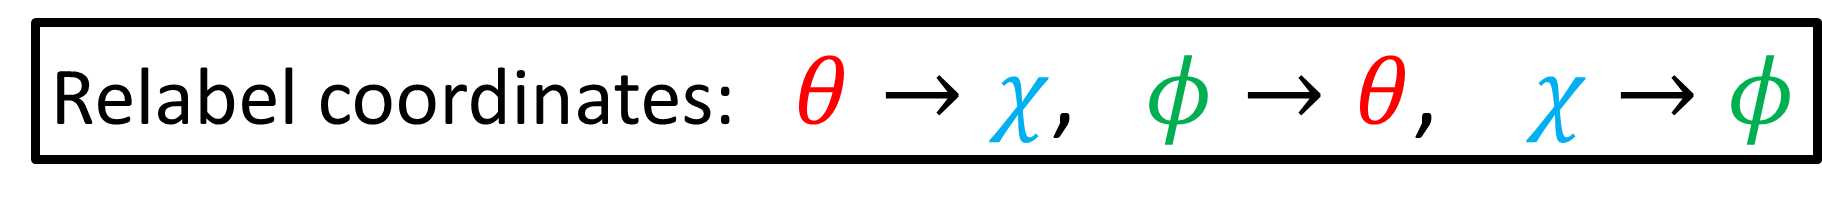 Relabel coordinates: θ → χ, ϕ → θ, χ → ϕ